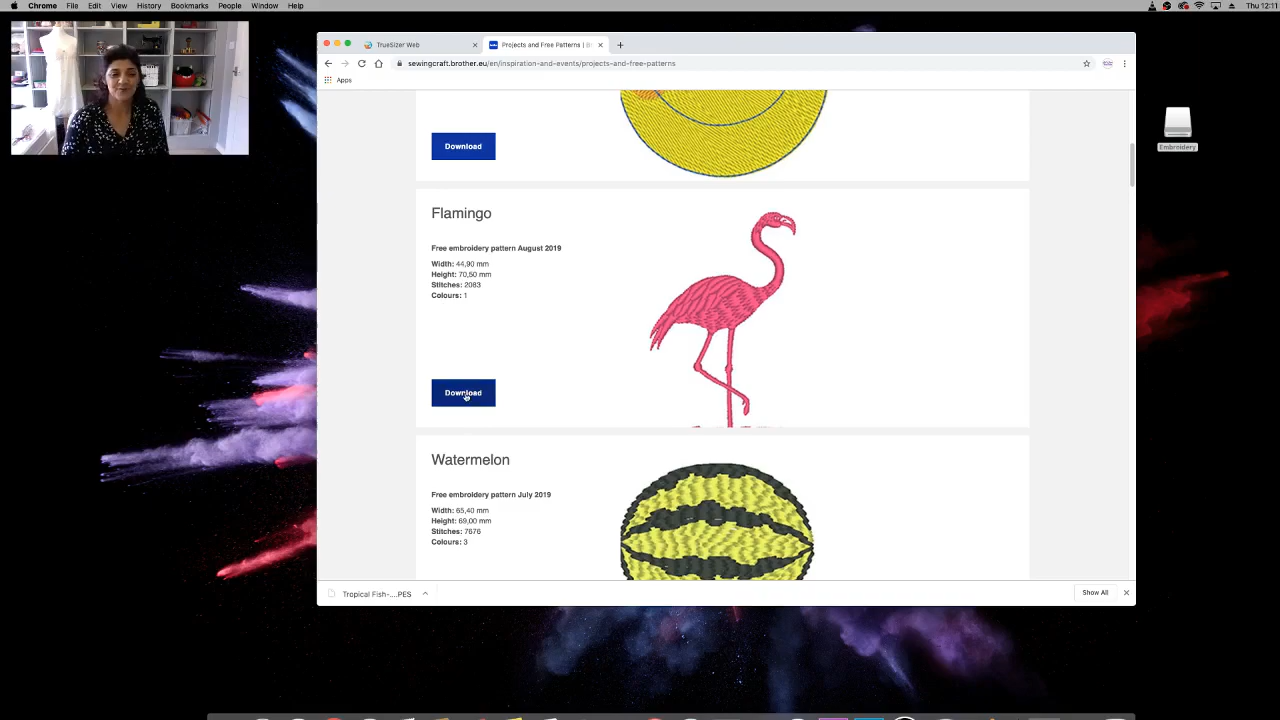 Chrome File Edit View History Bookmarks People Window Help Thu 12:11
TrueSizer Web Projects and Free Patterns |
sewingcraft.brother.eu/en/inspiration-and-events/projects-and-free-patterns
Apps
Download
Embroidery
Flamingo
Free embroidery pattern August 2019
Width: 44,90 mm
Height: 70,50 mm
Stitches: 2083
Colours: 1
Download
Watermelon
Free embroidery pattern July 2019
Width: 65,40 mm
Height: 69,00 mm
Stitches: 7676
Colours: 3
Tropical Fish-....PES Show All